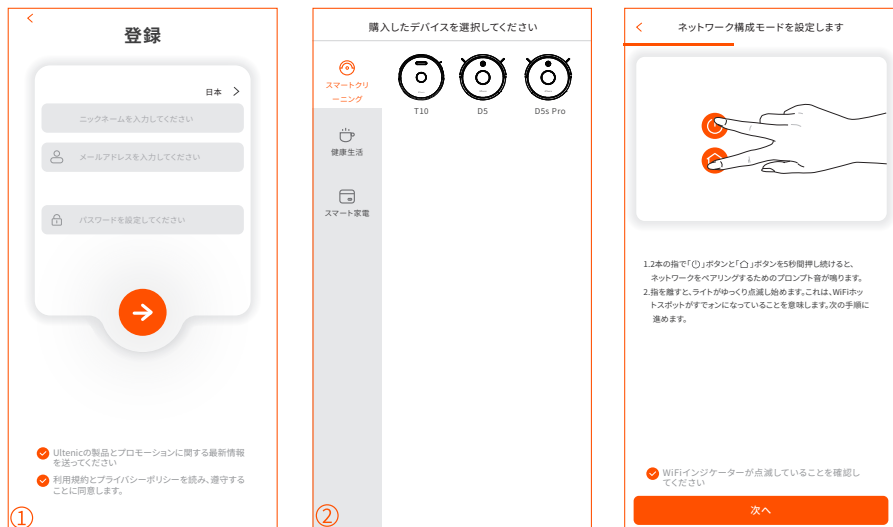 登録
日本
ニックネームを入力してください
メールアドレスを入力してください
パスワードを設定してください
Ultenicの製品とプロモーションに関する最新情報
を送ってください
利用規約とプライバシーポリシーを読み、遵守する
ことに同意します。
①
購入したデバイスを選択してください
スマートクリ
ーニング
T10
D5
D5s Pro
健康生活
スマート家電
②
ネットワーク構成モードを設定します
1.2本の指で「⏻」ボタンと「⌂」ボタンを5秒間押し続けると、
ネットワークをペアリングするためのプロンプト音が鳴ります。
2.指を離すと、ライトがゆっくり点滅し始めます。これは、WiFiホッ
トスポットがすでォンになっていることを意味します。次の手順に
進めます。
WiFiインジケーターが点滅していることを確認し
てください
次へ